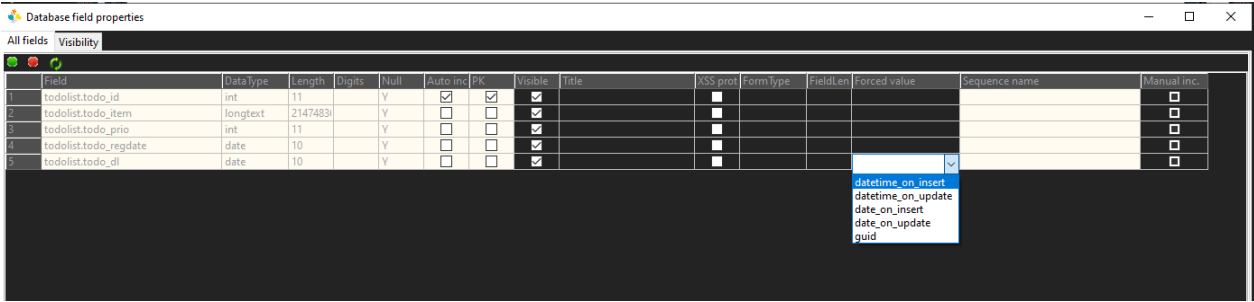 Database field properties
All fields Visibility
Field DataType Length Digits Null Auto inc PK Visible Title XSS prot FormType FieldLen Forced value Sequence name Manual inc.
1 todolist.todo_id int 11 Y
2 todolist.todo_item longtext 2147483 Y
3 todolist.todo_prio int 11 Y
4 todolist.todo_regdate date 10 Y
5 todolist.todo_dl date 10 Y
datetime_on_insert
datetime_on_update
date_on_insert
date_on_update
guid